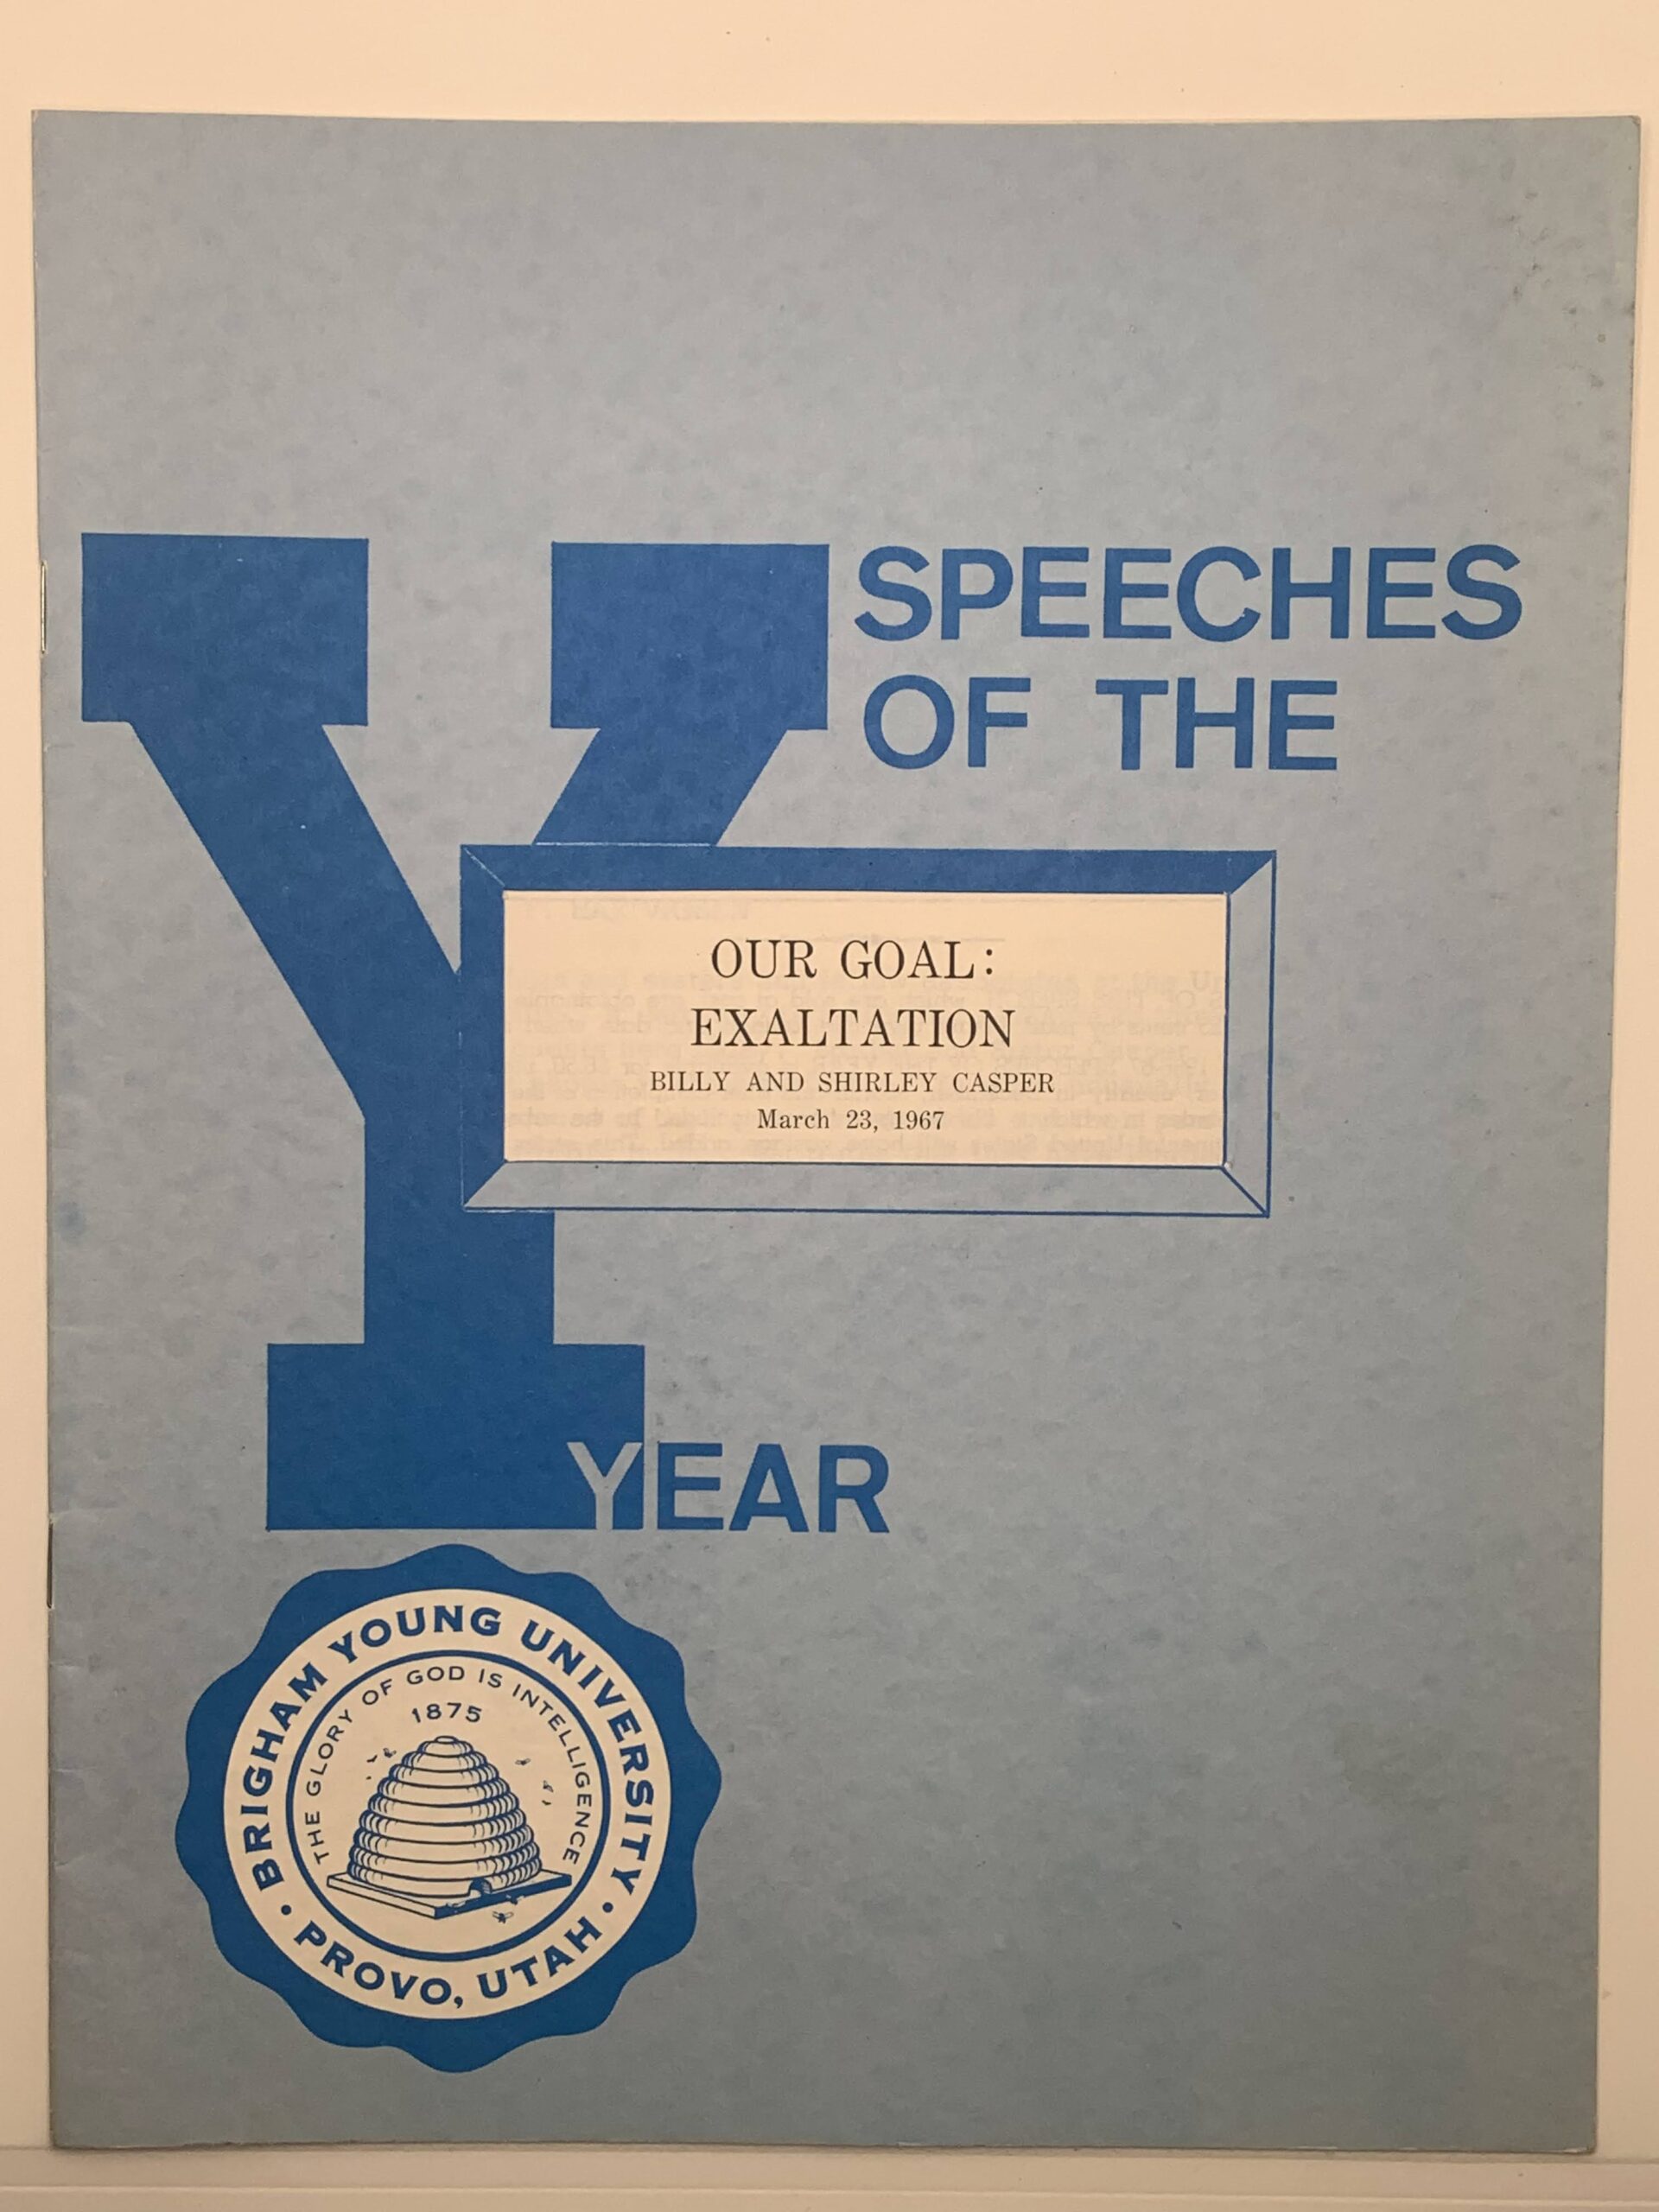 SPEECHES
OF THE
OUR GOAL:
EXALTATION
BILLY AND SHIRLEY CASPER
March 23, 1967
YEAR
BRIGHAM YOUNG UNIVERSITY
THE GLORY OF GOD IS INTELLIGENCE
1875
• PROVO, UTAH •